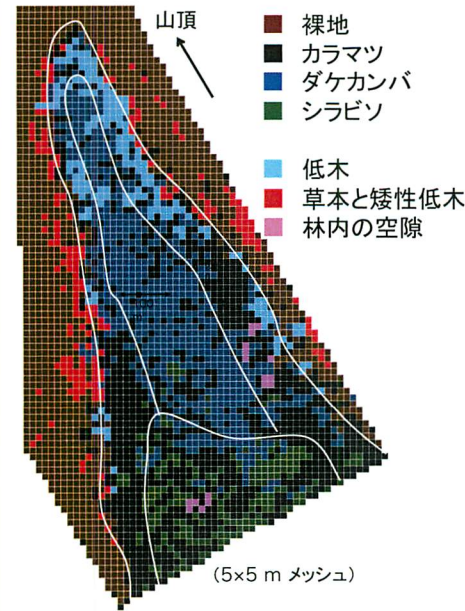 山頂
裸地
カラマツ
ダケカンバ
シラビソ
低木
草本と矮性低木
林内の空隙
(5×5 m メッシュ)